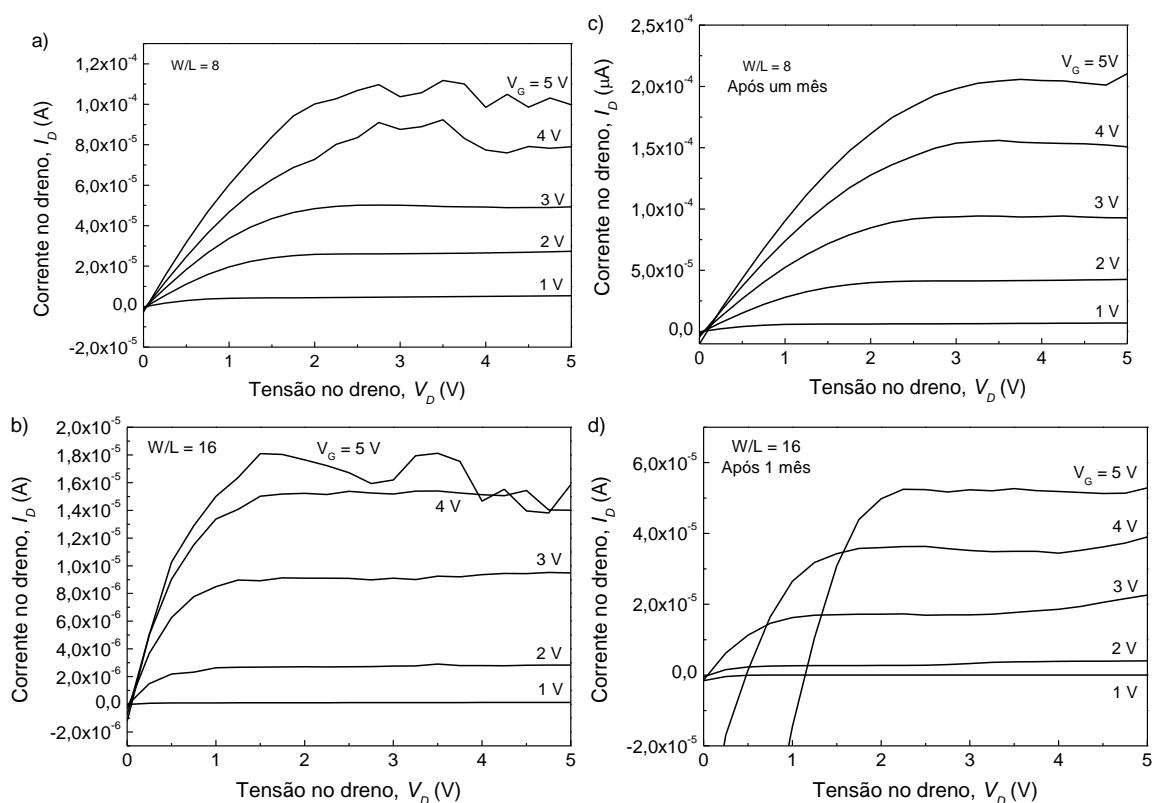 a)
W/L = 8
V_G = 5 V
4 V
3 V
2 V
1 V
1,2x10⁻⁴
1,0x10⁻⁴
8,0x10⁻⁵
6,0x10⁻⁵
4,0x10⁻⁵
2,0x10⁻⁵
0,0
-2,0x10⁻⁵
0 1 2 3 4 5
Corrente no dreno, I_D (A)
Tensão no dreno, V_D (V)
c)
W/L = 8
Após um mês
V_G = 5V
4 V
3 V
2 V
1 V
2,5x10⁻⁴
2,0x10⁻⁴
1,5x10⁻⁴
1,0x10⁻⁴
5,0x10⁻⁵
0,0
0 1 2 3 4 5
Corrente no dreno, I_D (μA)
Tensão no dreno, V_D (V)
b)
W/L = 16
V_G = 5 V
4 V
3 V
2 V
1 V
2,0x10⁻⁵
1,8x10⁻⁵
1,6x10⁻⁵
1,4x10⁻⁵
1,2x10⁻⁵
1,0x10⁻⁵
8,0x10⁻⁶
6,0x10⁻⁶
4,0x10⁻⁶
2,0x10⁻⁶
0,0
-2,0x10⁻⁶
0 1 2 3 4 5
Corrente no dreno, I_D (A)
Tensão no dreno, V_D (V)
d)
W/L = 16
Após 1 mês
V_G = 5 V
4 V
3 V
2 V
1 V
6,0x10⁻⁵
4,0x10⁻⁵
2,0x10⁻⁵
0,0
-2,0x10⁻⁵
0 1 2 3 4 5
Corrente no dreno, I_D (A)
Tensão no dreno, V_D (V)